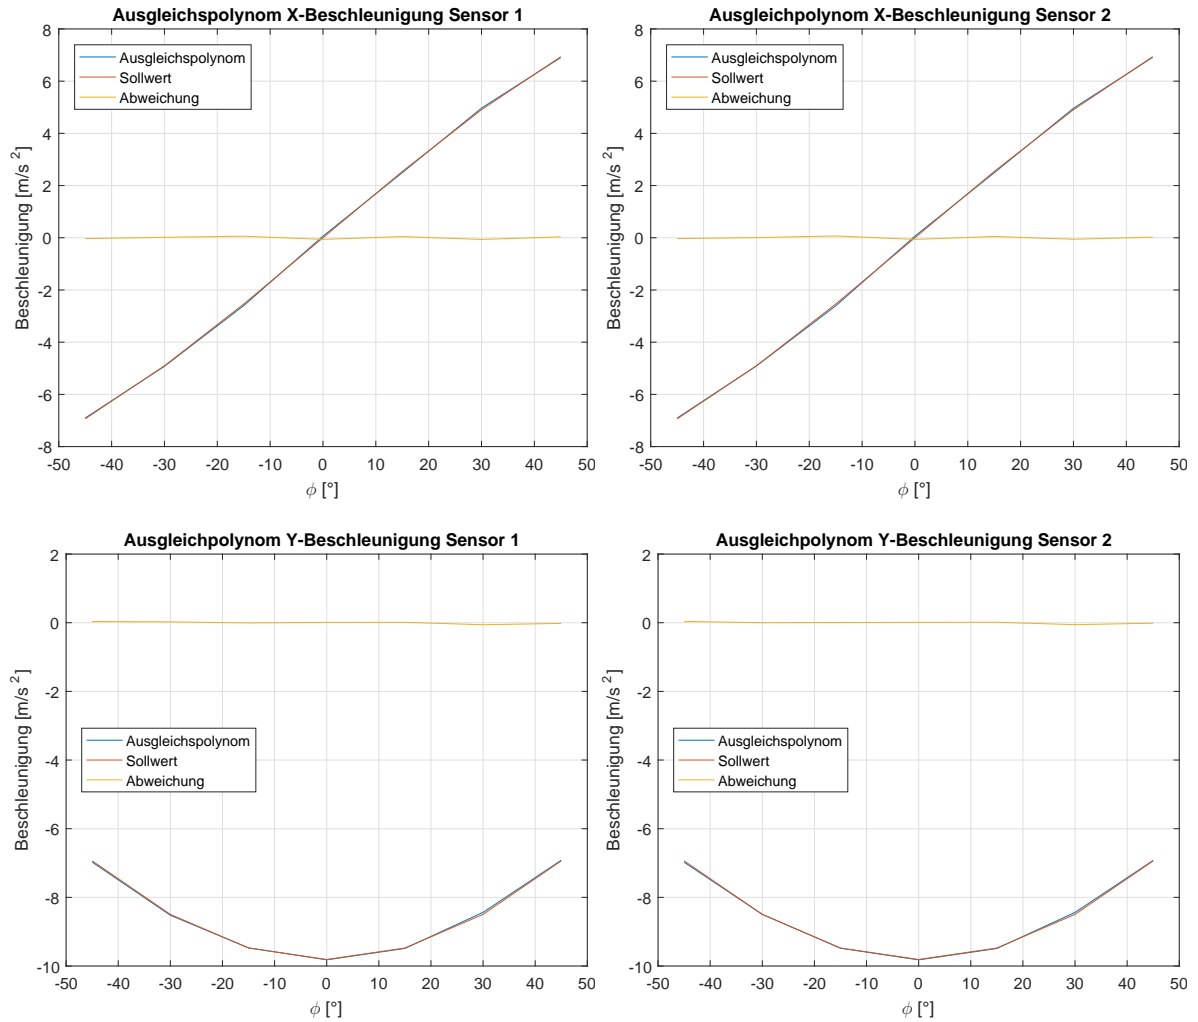 Ausgleichspolynom X-Beschleunigung Sensor 1
8
6
4
2
0
-2
-4
-6
-8
Beschleunigung [m/s 2]
Ausgleichspolynom
Sollwert
Abweichung
-50 -40 -30 -20 -10 0 10 20 30 40 50
ϕ [°]
Ausgleichpolynom X-Beschleunigung Sensor 2
8
6
4
2
0
-2
-4
-6
-8
Beschleunigung [m/s 2]
Ausgleichspolynom
Sollwert
Abweichung
-50 -40 -30 -20 -10 0 10 20 30 40 50
ϕ [°]
Ausgleichpolynom Y-Beschleunigung Sensor 1
2
0
-2
-4
-6
-8
-10
Beschleunigung [m/s 2]
Ausgleichspolynom
Sollwert
Abweichung
-50 -40 -30 -20 -10 0 10 20 30 40 50
ϕ [°]
Ausgleichpolynom Y-Beschleunigung Sensor 2
2
0
-2
-4
-6
-8
-10
Beschleunigung [m/s 2]
Ausgleichspolynom
Sollwert
Abweichung
-50 -40 -30 -20 -10 0 10 20 30 40 50
ϕ [°]